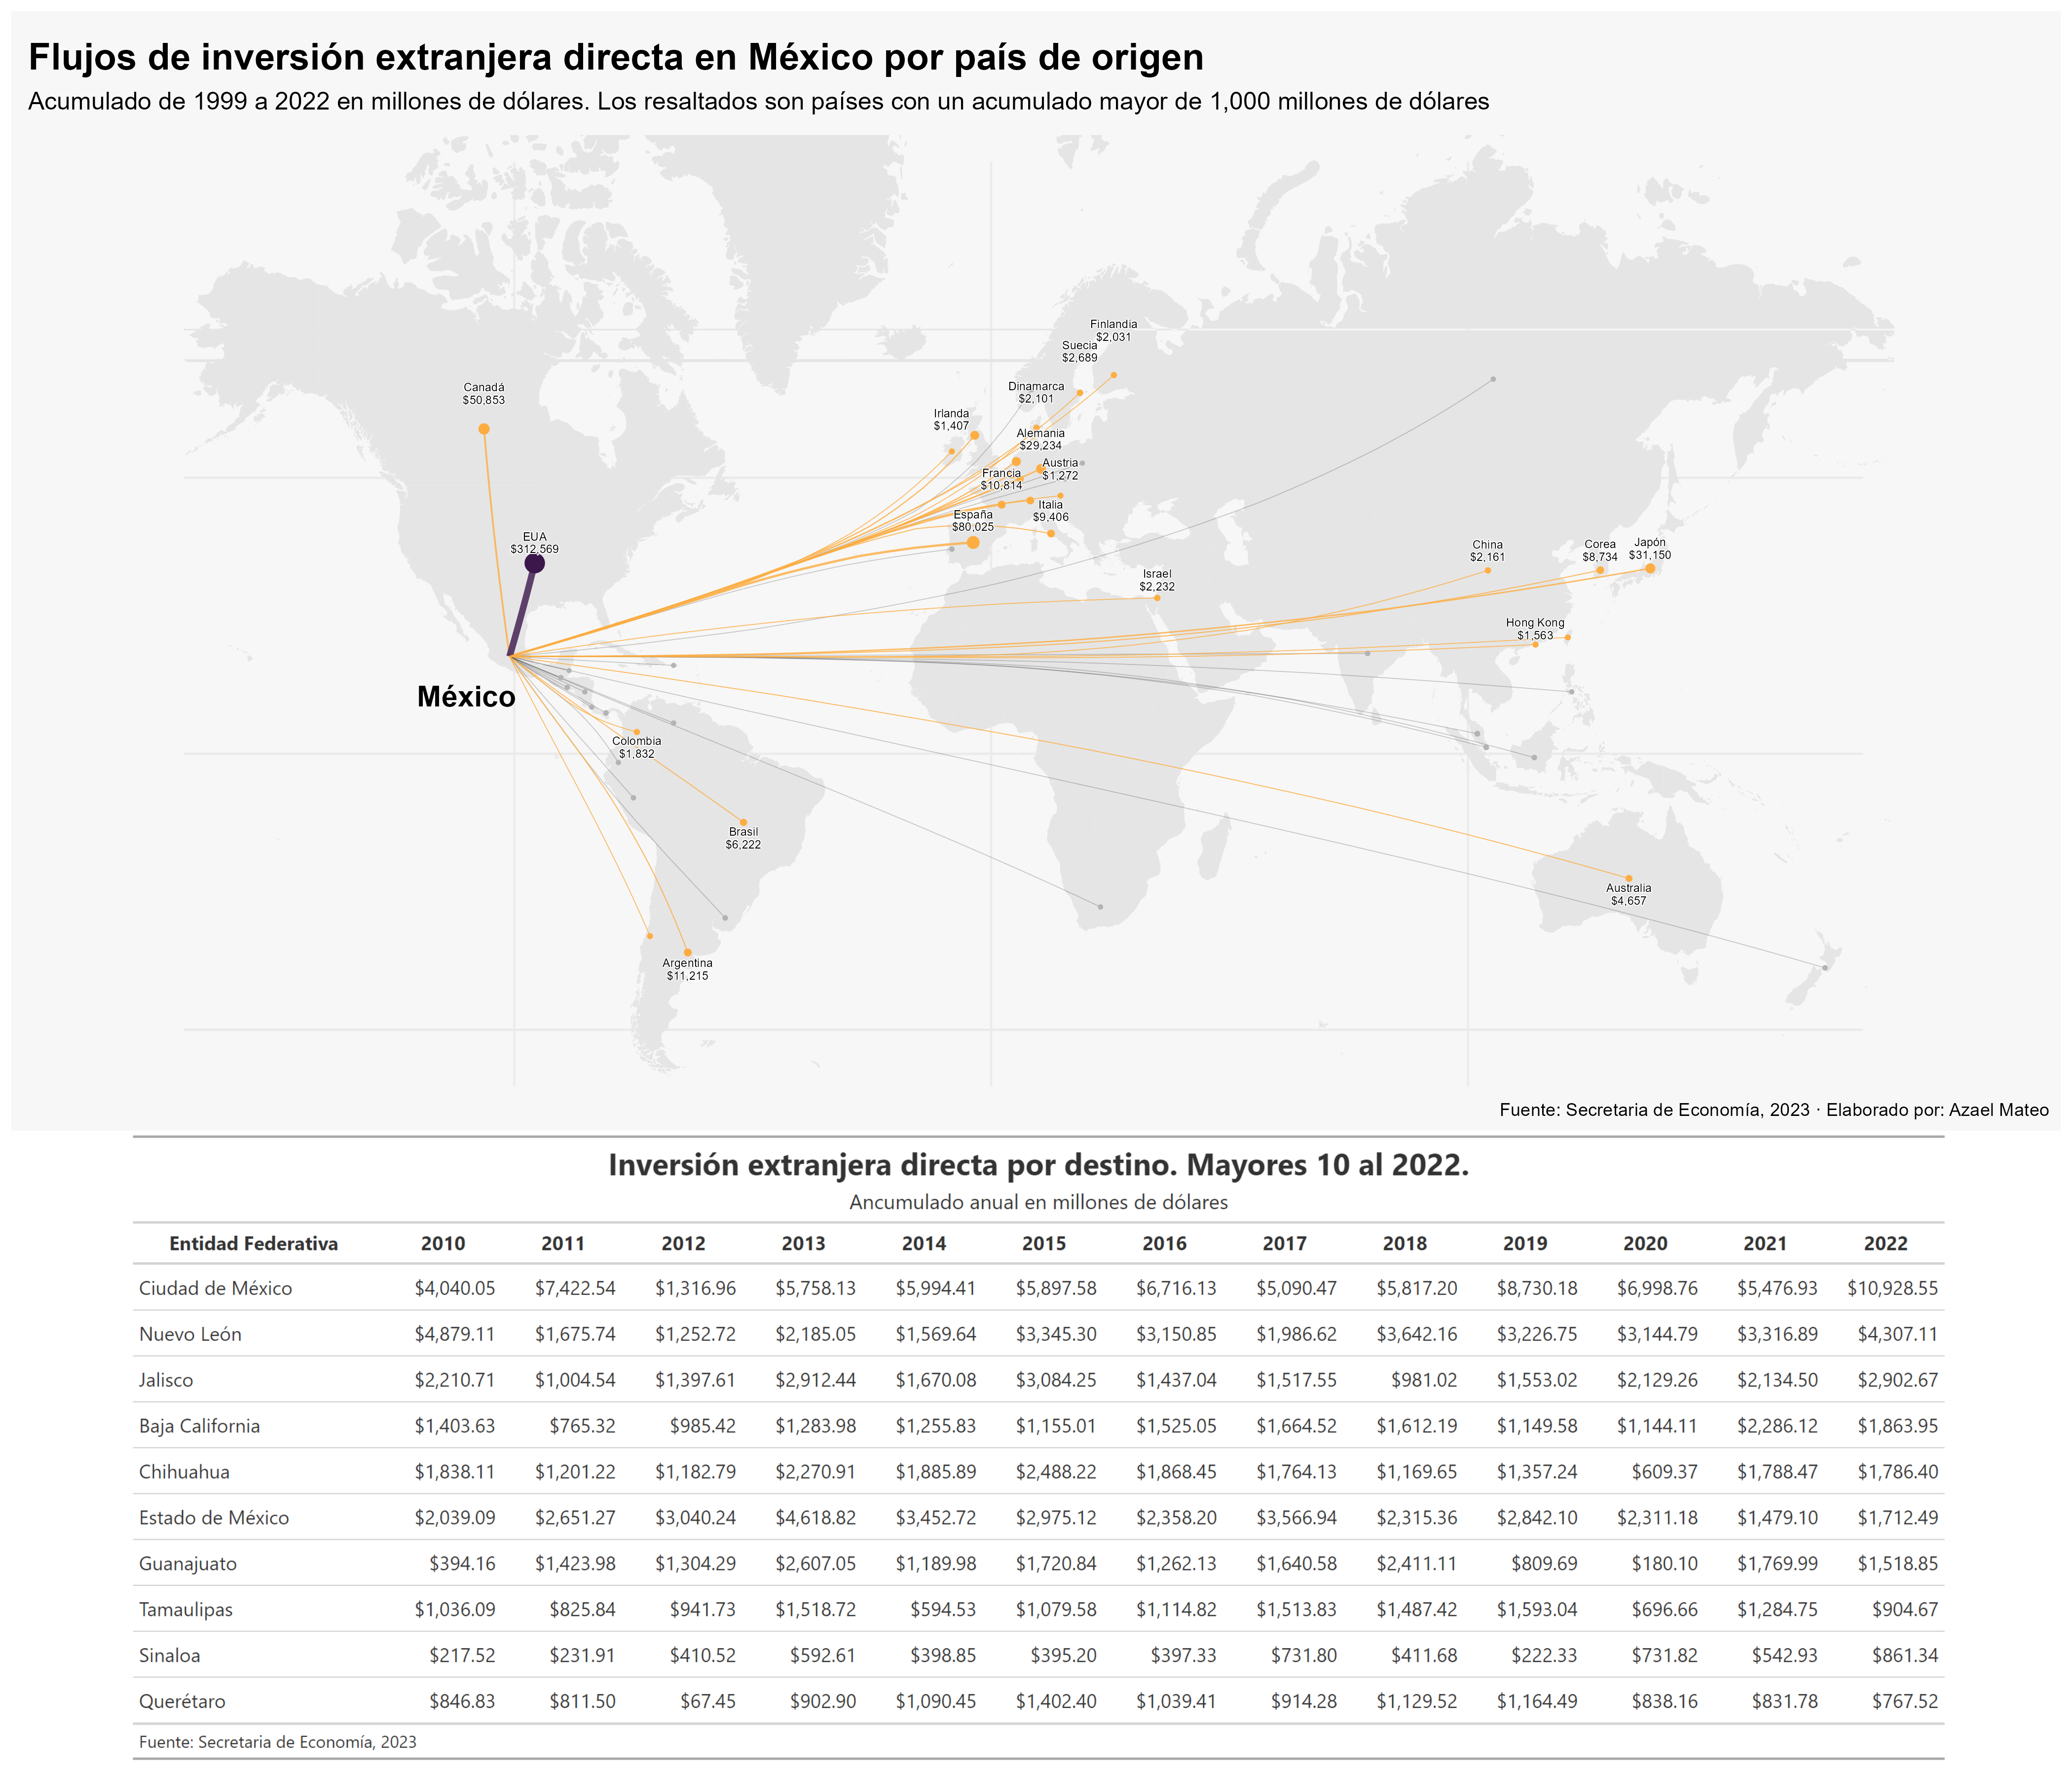 Flujos de inversión extranjera directa en México por país de origen
Acumulado de 1999 a 2022 en millones de dólares. Los resaltados son países con un acumulado mayor de 1,000 millones de dólares
Finlandia
$2,031
Suecia
$2,689
Canadá
$50,853
Dinamarca
$2,101
Irlanda
$1,407
Alemania
$29,234
Austria
$1,272
Francia
$10,814
Italia
$9,406
España
$80,025
EUA
$312,569
China
$2,161
Corea
$8,734
Japón
$31,150
Israel
$2,232
Hong Kong
$1,563
México
Colombia
$1,832
Brasil
$6,222
Australia
$4,657
Argentina
$11,215
Fuente: Secretaria de Economía, 2023 · Elaborado por: Azael Mateo
Inversión extranjera directa por destino. Mayores 10 al 2022.
Ancumulado anual en millones de dólares
Entidad Federativa 2010 2011 2012 2013 2014 2015 2016 2017 2018 2019 2020 2021 2022
Ciudad de México $4,040.05 $7,422.54 $1,316.96 $5,758.13 $5,994.41 $5,897.58 $6,716.13 $5,090.47 $5,817.20 $8,730.18 $6,998.76 $5,476.93 $10,928.55
Nuevo León $4,879.11 $1,675.74 $1,252.72 $2,185.05 $1,569.64 $3,345.30 $3,150.85 $1,986.62 $3,642.16 $3,226.75 $3,144.79 $3,316.89 $4,307.11
Jalisco $2,210.71 $1,004.54 $1,397.61 $2,912.44 $1,670.08 $3,084.25 $1,437.04 $1,517.55 $981.02 $1,553.02 $2,129.26 $2,134.50 $2,902.67
Baja California $1,403.63 $765.32 $985.42 $1,283.98 $1,255.83 $1,155.01 $1,525.05 $1,664.52 $1,612.19 $1,149.58 $1,144.11 $2,286.12 $1,863.95
Chihuahua $1,838.11 $1,201.22 $1,182.79 $2,270.91 $1,885.89 $2,488.22 $1,868.45 $1,764.13 $1,169.65 $1,357.24 $609.37 $1,788.47 $1,786.40
Estado de México $2,039.09 $2,651.27 $3,040.24 $4,618.82 $3,452.72 $2,975.12 $2,358.20 $3,566.94 $2,315.36 $2,842.10 $2,311.18 $1,479.10 $1,712.49
Guanajuato $394.16 $1,423.98 $1,304.29 $2,607.05 $1,189.98 $1,720.84 $1,262.13 $1,640.58 $2,411.11 $809.69 $180.10 $1,769.99 $1,518.85
Tamaulipas $1,036.09 $825.84 $941.73 $1,518.72 $594.53 $1,079.58 $1,114.82 $1,513.83 $1,487.42 $1,593.04 $696.66 $1,284.75 $904.67
Sinaloa $217.52 $231.91 $410.52 $592.61 $398.85 $395.20 $397.33 $731.80 $411.68 $222.33 $731.82 $542.93 $861.34
Querétaro $846.83 $811.50 $67.45 $902.90 $1,090.45 $1,402.40 $1,039.41 $914.28 $1,129.52 $1,164.49 $838.16 $831.78 $767.52
Fuente: Secretaria de Economía, 2023